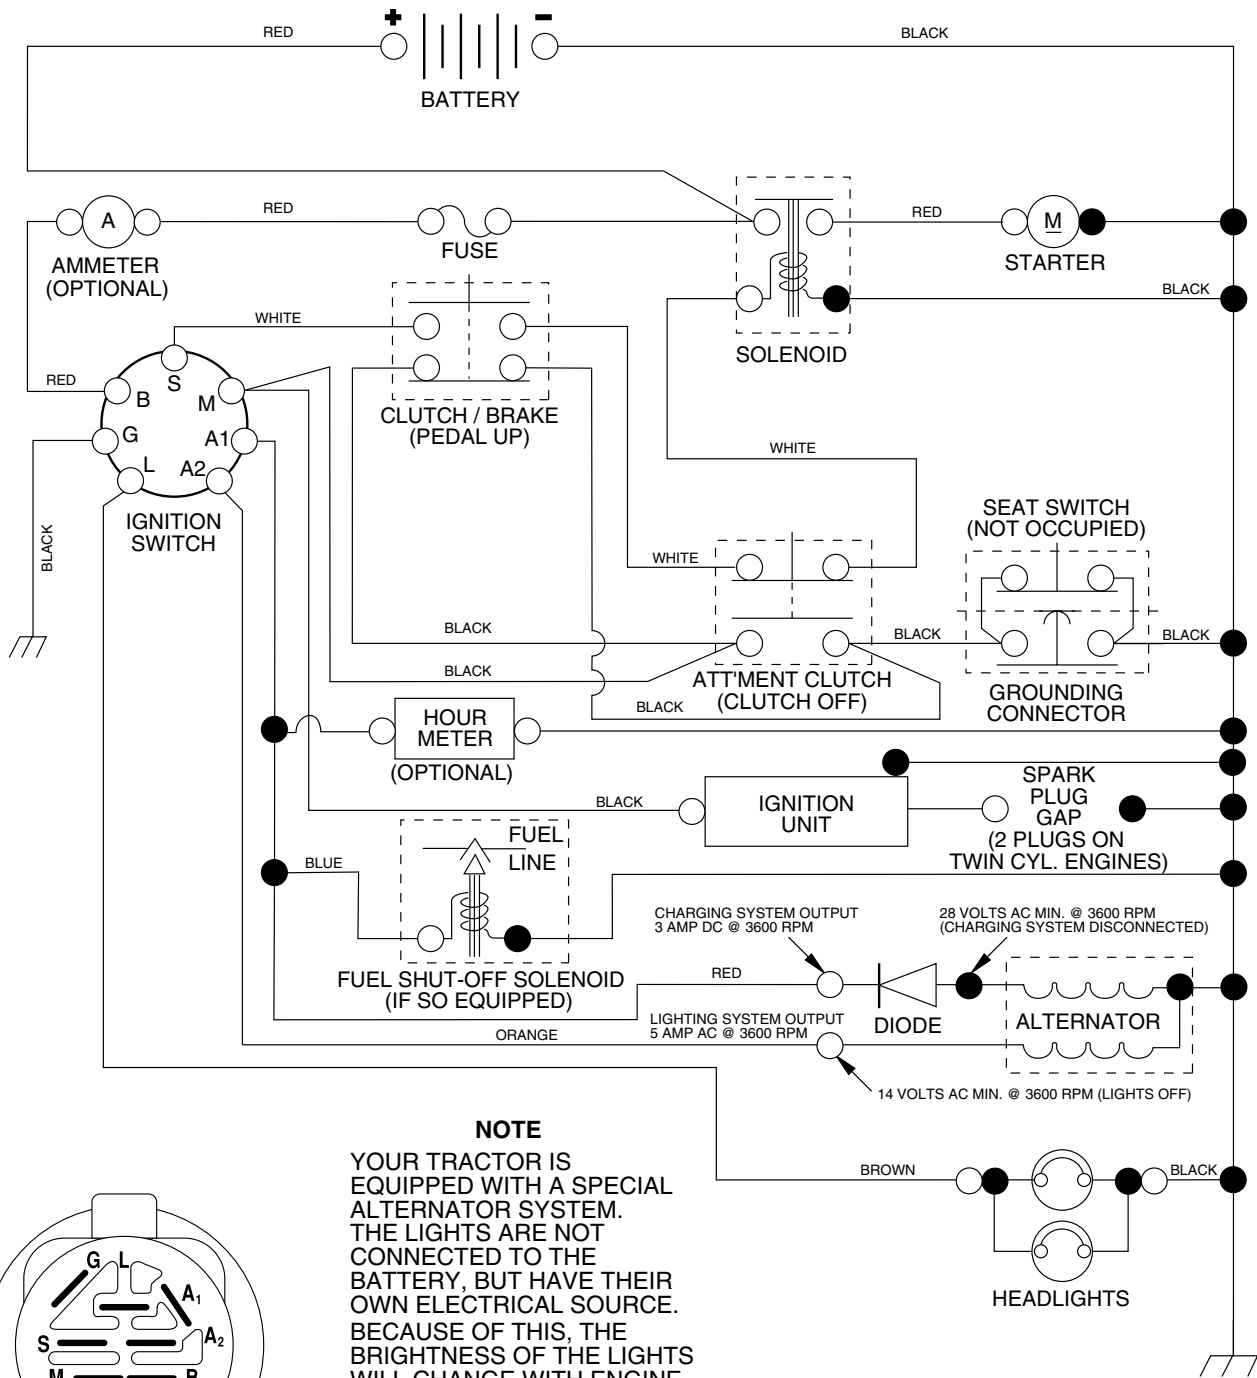 + -
RED
BLACK
BATTERY
A
RED
RED
M
AMMETER
(OPTIONAL)
FUSE
STARTER
WHITE
BLACK
SOLENOID
RED
S
B
M
G
A1
L
A2
CLUTCH / BRAKE
(PEDAL UP)
IGNITION
SWITCH
BLACK
WHITE
WHITE
SEAT SWITCH
(NOT OCCUPIED)
BLACK
BLACK
BLACK
BLACK
ATT'MENT CLUTCH
(CLUTCH OFF)
BLACK
GROUNDING
CONNECTOR
HOUR
METER
(OPTIONAL)
BLACK
IGNITION
UNIT
SPARK
PLUG
GAP
(2 PLUGS ON
TWIN CYL. ENGINES)
BLUE
FUEL
LINE
FUEL SHUT-OFF SOLENOID
(IF SO EQUIPPED)
CHARGING SYSTEM OUTPUT
3 AMP DC @ 3600 RPM
28 VOLTS AC MIN. @ 3600 RPM
(CHARGING SYSTEM DISCONNECTED)
RED
DIODE
ALTERNATOR
LIGHTING SYSTEM OUTPUT
5 AMP AC @ 3600 RPM
ORANGE
14 VOLTS AC MIN. @ 3600 RPM (LIGHTS OFF)
BROWN
BLACK
HEADLIGHTS
NOTE
YOUR TRACTOR IS
EQUIPPED WITH A SPECIAL
ALTERNATOR SYSTEM.
THE LIGHTS ARE NOT
CONNECTED TO THE
BATTERY, BUT HAVE THEIR
OWN ELECTRICAL SOURCE.
BECAUSE OF THIS, THE
BRIGHTNESS OF THE LIGHTS
WILL CHANGE WITH ENGINE
G L
A1
A2
S
M
B